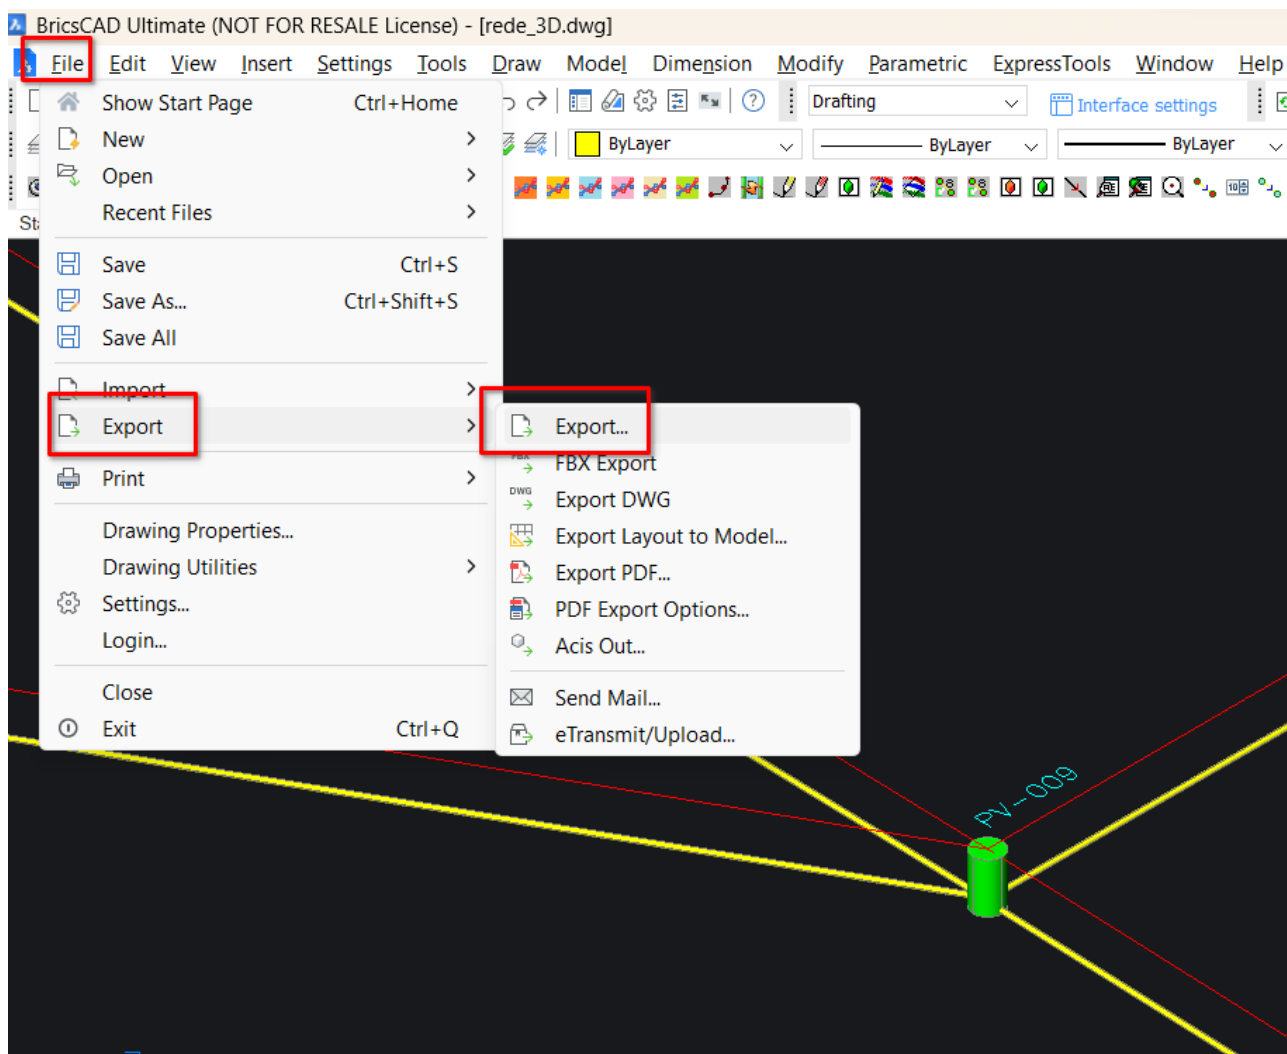 BricsCAD Ultimate (NOT FOR RESALE License) - [rede_3D.dwg]
File Edit View Insert Settings Tools Draw Model Dimension Modify Parametric ExpressTools Window Help
Show Start Page Ctrl+Home
Drafting
Interface settings
New
ByLayer
ByLayer
ByLayer
Open
Recent Files
Save Ctrl+S
Save As... Ctrl+Shift+S
Save All
Import
Export
Export...
FBX Export
Print
DWG
Export DWG
Drawing Properties...
Export Layout to Model...
Drawing Utilities
Export PDF...
Settings...
PDF Export Options...
Login...
Acis Out...
Close
Send Mail...
Exit Ctrl+Q
eTransmit/Upload...
PV-009